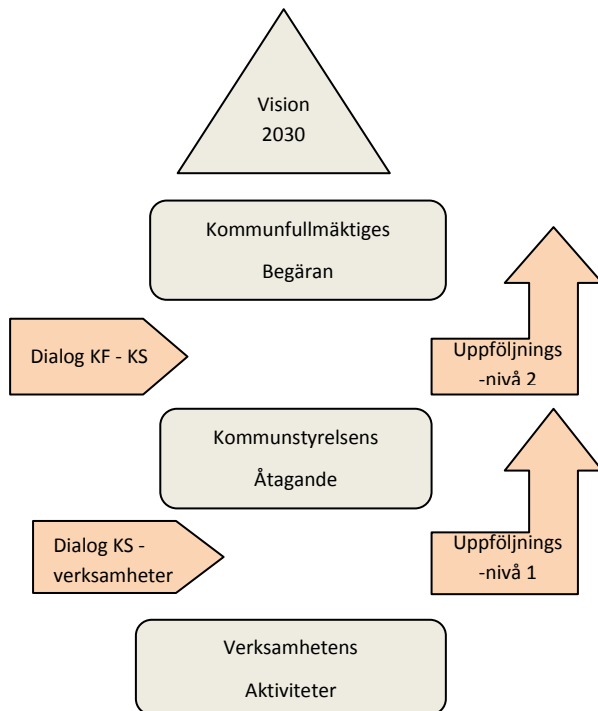 Vision
2030
Kommunfullmäktiges
Begäran
Dialog KF - KS
Uppföljnings
-nivå 2
Kommunstyrelsens
Åtagande
Dialog KS -
verksamheter
Uppföljnings
-nivå 1
Verksamhetens
Aktiviteter